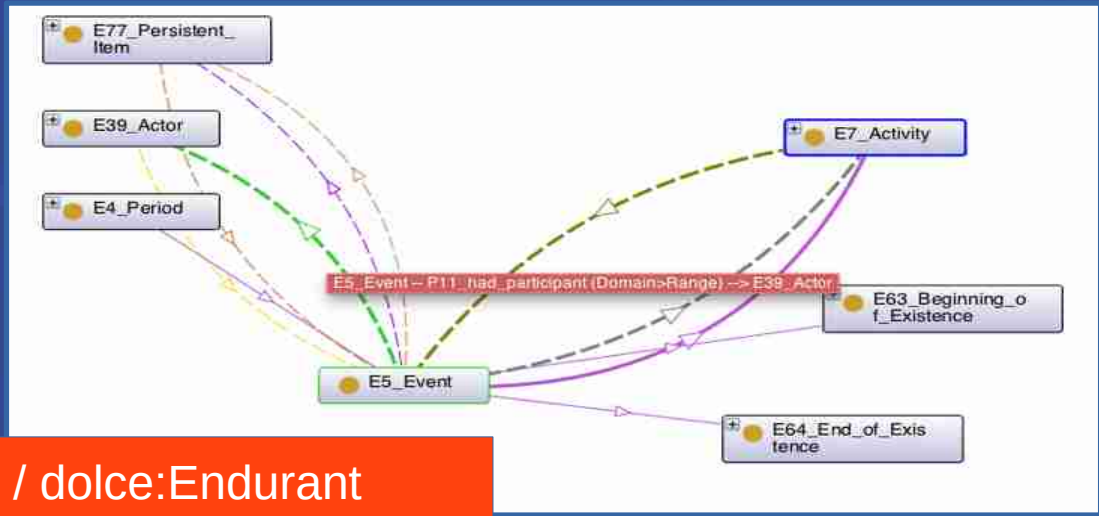 E77_Persistent_
Item
E39_Actor
E7_Activity
E4_Period
E5_Event -- P11_had_participant (Domain>Range) --> E39_Actor
E63_Beginning_o
f_Existence
E5_Event
E64_End_of_Exis
tence
/ dolce:Endurant